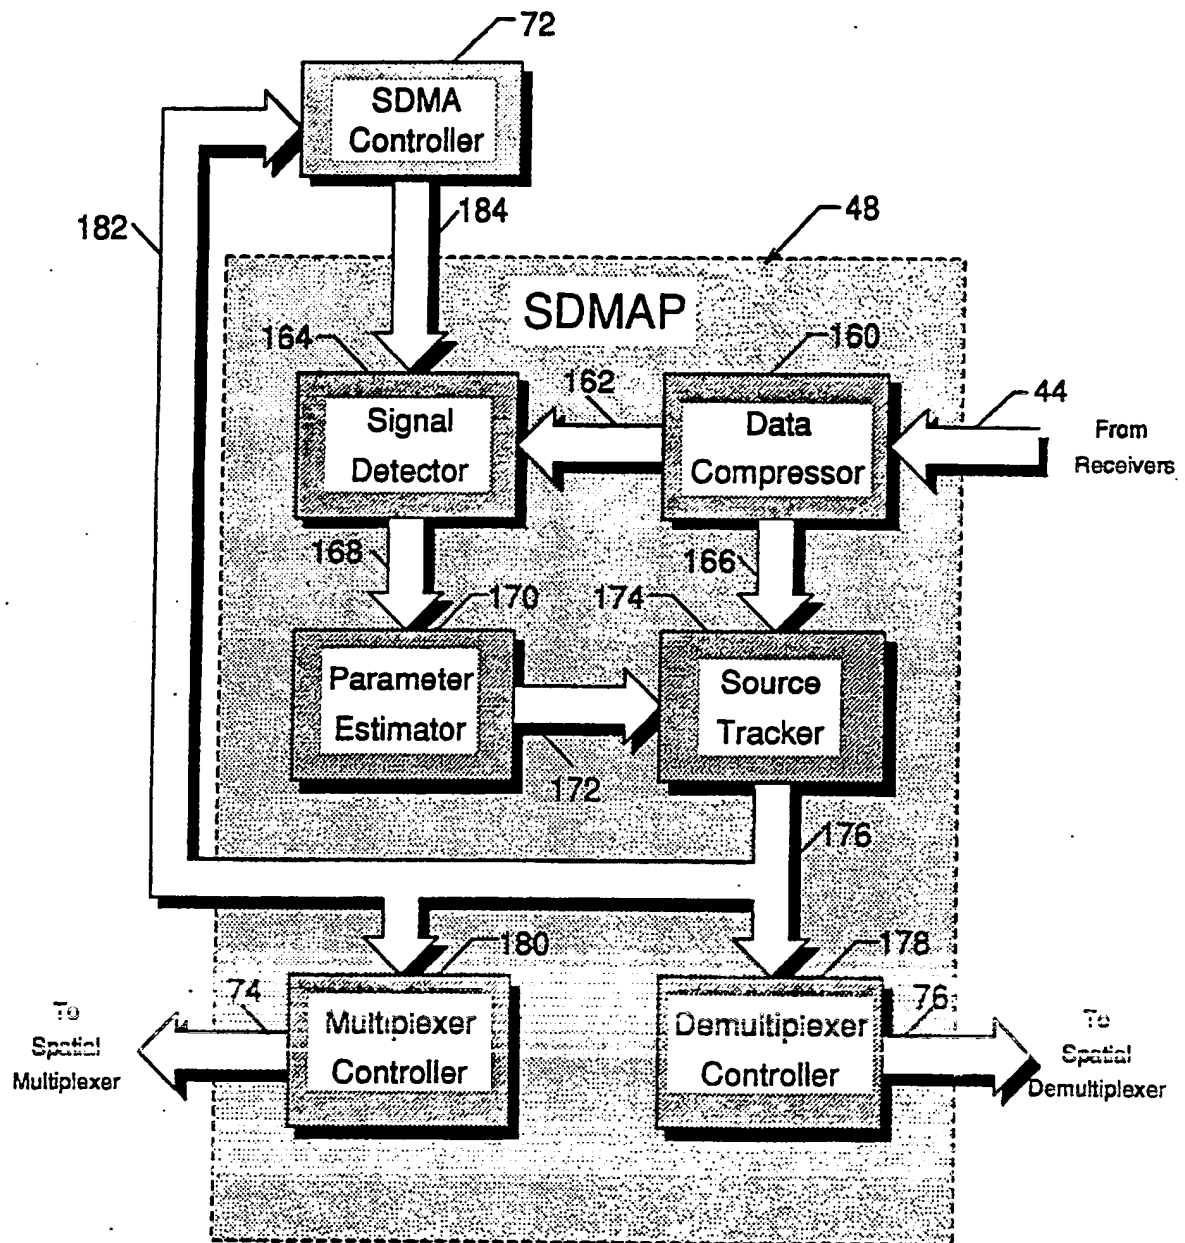 72
SDMA
Controller
182
184
48
SDMAP
164
160
162
44
Signal
Detector
Data
Compressor
From
Receivers
168
166
170
174
Parameter
Estimator
Source
Tracker
172
176
180
178
74
76
To
Spatial
Multiplexer
Multiplexer
Controller
Demultiplexer
Controller
To
Spatial
Demultiplexer